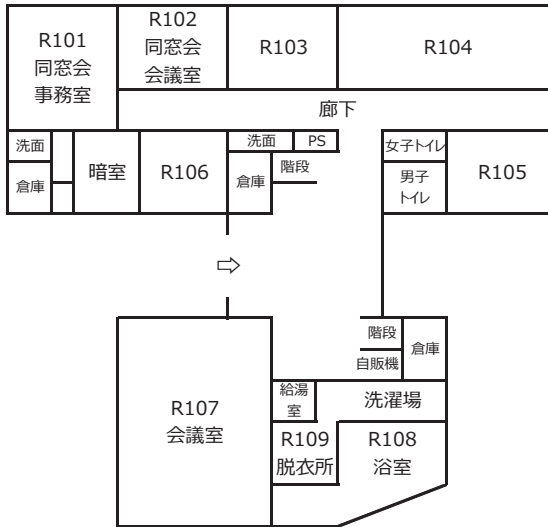 R101
同窓会
事務室
R102
同窓会
会議室
R103
R104
廊下
洗面
倉庫
暗室
R106
洗面
PS
倉庫
階段
女子トイレ
男子
トイレ
R105
⇨
階段
自販機
倉庫
R107
会議室
給湯
室
洗濯場
R109
脱衣所
R108
浴室